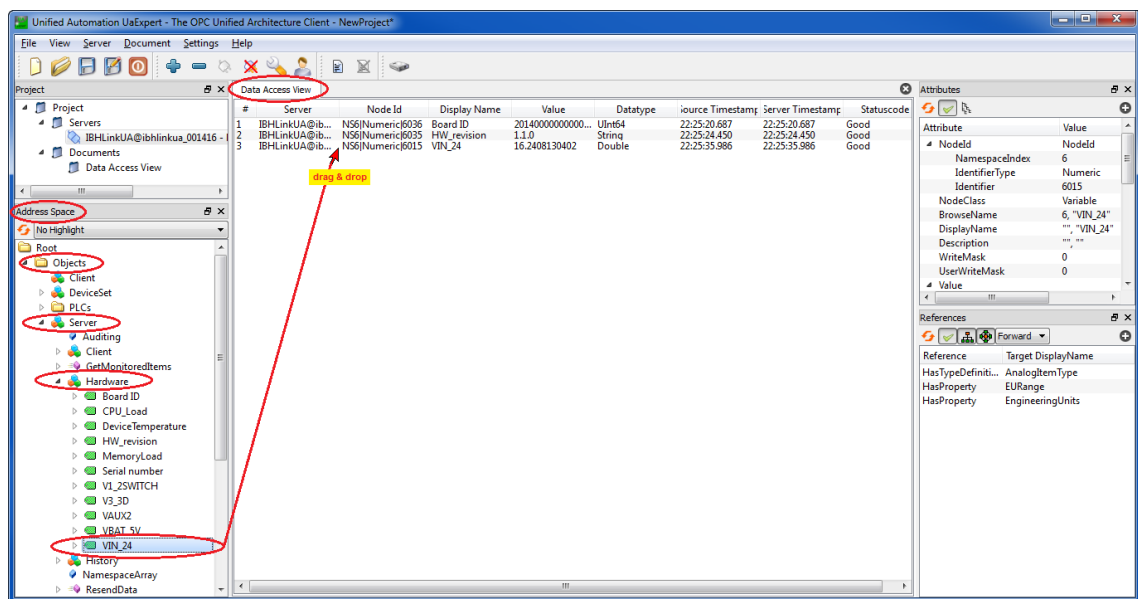 Unified Automation UaExpert - The OPC Unified Architecture Client - NewProject*
File View Server Document Settings Help
Project
Project
Servers
IBHLinkUA@ibhlinkua_001416 -
Documents
Data Access View
Address Space
No Highlight
Root
Objects
Client
DeviceSet
PLCs
Server
Auditing
Client
GetMonitoredItems
Hardware
Board ID
CPU_Load
DeviceTemperature
HW_revision
MemoryLoad
Serial number
V1_2SWITCH
V3_3D
VAUX2
VBAT_5V
VIN_24
History
NamespaceArray
ResendData
Data Access View
# Server Node Id Display Name Value Datatype Source Timestamp Server Timestamp Statuscode
1 IBHLinkUA@ib... NS6|Numeric|6036 Board ID 20140000000000... UInt64 22:25:20.687 22:25:20.687 Good
2 IBHLinkUA@ib... NS6|Numeric|6035 HW_revision 1.1.0 String 22:25:24.450 22:25:24.450 Good
3 IBHLinkUA@ib... NS6|Numeric|6015 VIN_24 16.2408130402 Double 22:25:35.986 22:25:35.986 Good
drag & drop
Attributes
Attribute Value
NodeId NodeId
NamespaceIndex 6
IdentifierType Numeric
Identifier 6015
NodeClass Variable
BrowseName 6, "VIN_24"
DisplayName "", "VIN_24"
Description "", ""
WriteMask 0
UserWriteMask 0
Value
References
Forward
Reference Target DisplayName
HasTypeDefiniti... AnalogItemType
HasProperty EURange
HasProperty EngineeringUnits